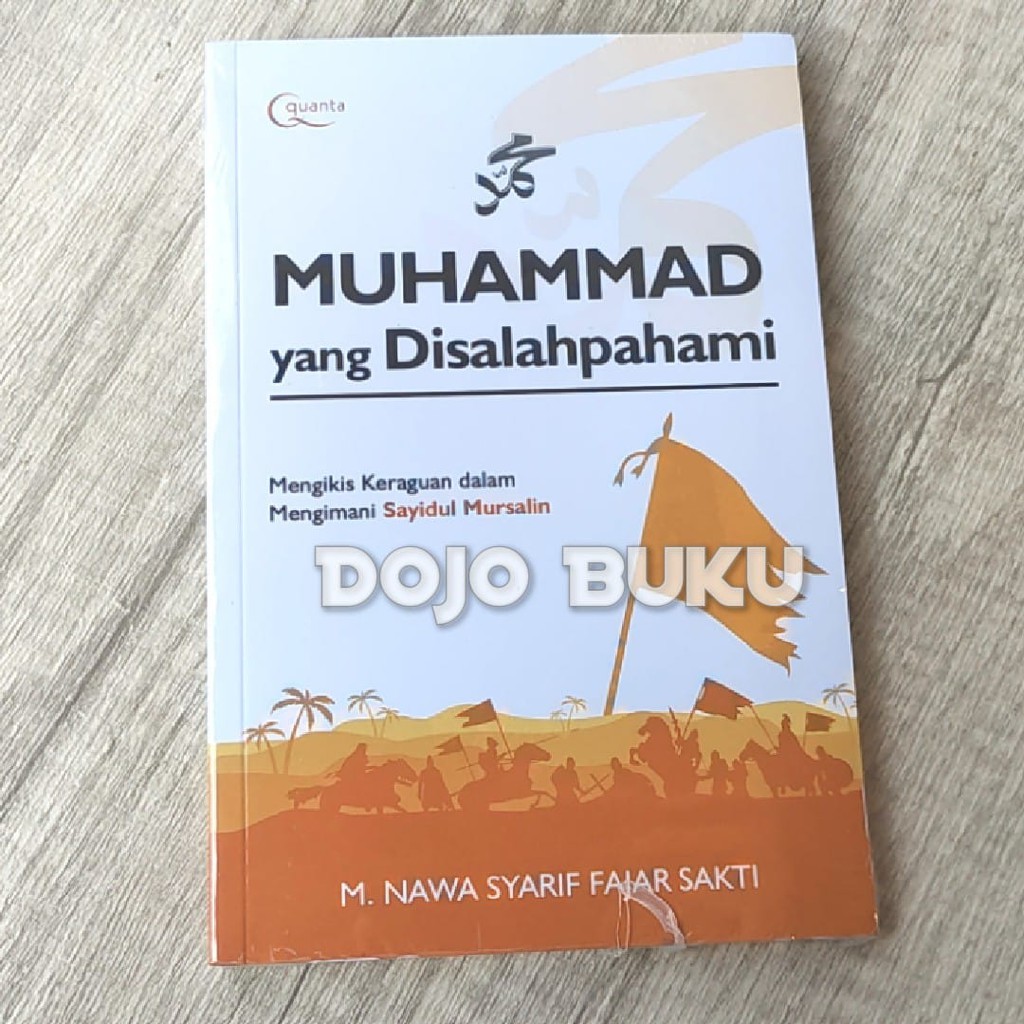 quanta
محمد
MUHAMMAD
yang Disalahpahami
Mengikis Keraguan dalam
Mengimani Sayidul Mursalin
DOJO BUKU
M. NAWA SYARIF FAJAR SAKTI